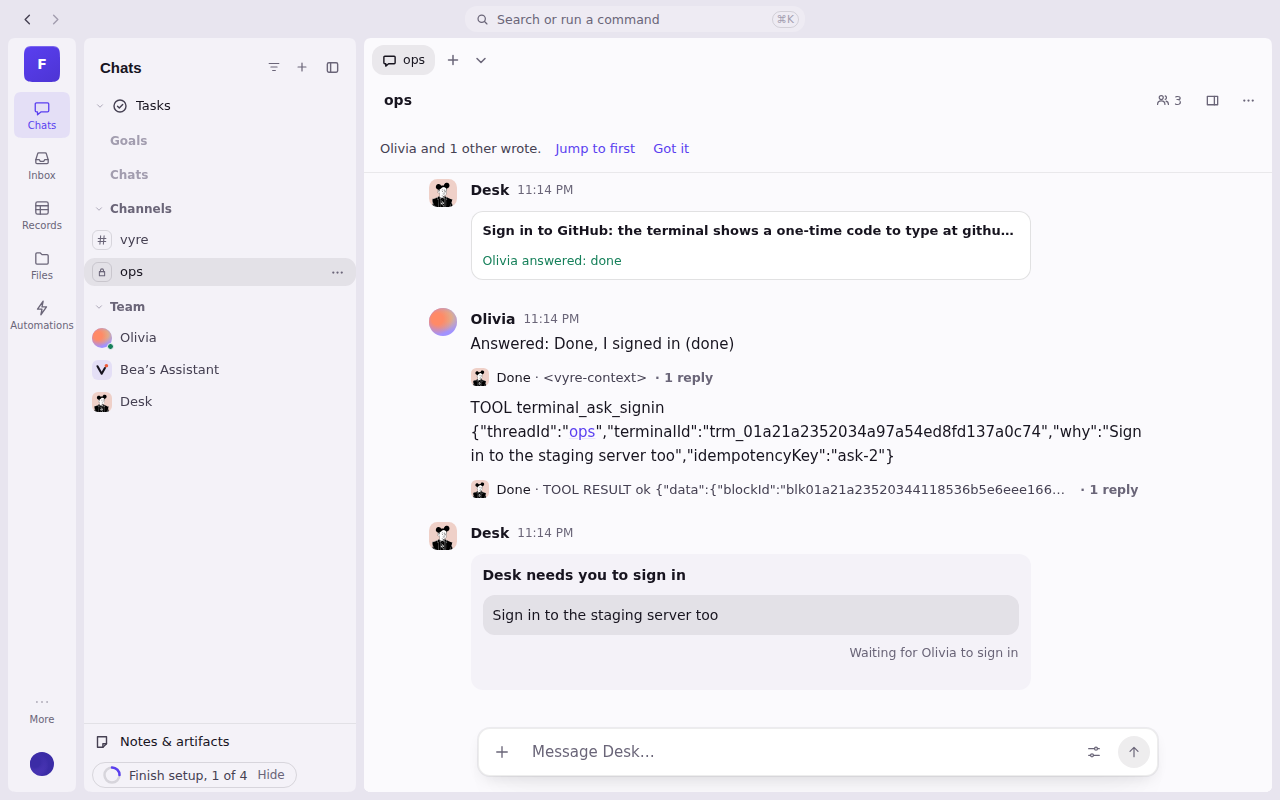 Search or run a command
⌘K
F
Chats
Inbox
Records
Files
Automations
More
Chats
Tasks
Goals
Chats
Channels
vyre
ops
Team
Olivia
Bea’s Assistant
Desk
Notes & artifacts
Finish setup, 1 of 4 Hide
ops
ops
3
Olivia and 1 other wrote. Jump to first Got it
Desk 11:14 PM
Sign in to GitHub: the terminal shows a one-time code to type at githu…
Olivia answered: done
Olivia 11:14 PM
Answered: Done, I signed in (done)
Done · <vyre-context> · 1 reply
TOOL terminal_ask_signin
{"threadId":"ops","terminalId":"trm_01a21a2352034a97a54ed8fd137a0c74","why":"Sign
in to the staging server too","idempotencyKey":"ask-2"}
Done · TOOL RESULT ok {"data":{"blockId":"blk01a21a23520344118536b5e6eee166… · 1 reply
Desk 11:14 PM
Desk needs you to sign in
Sign in to the staging server too
Waiting for Olivia to sign in
Message Desk…